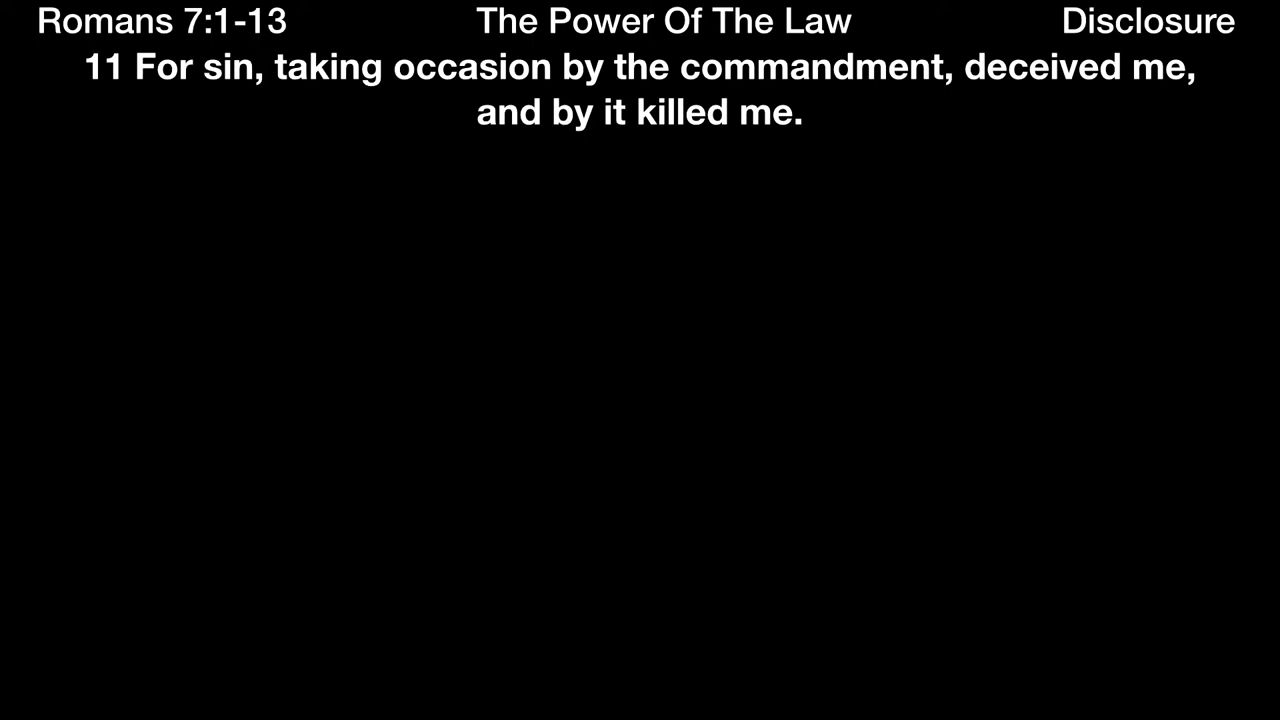 Romans 7:1-13 The Power Of The Law Disclosure
11 For sin, taking occasion by the commandment, deceived me,
and by it killed me.